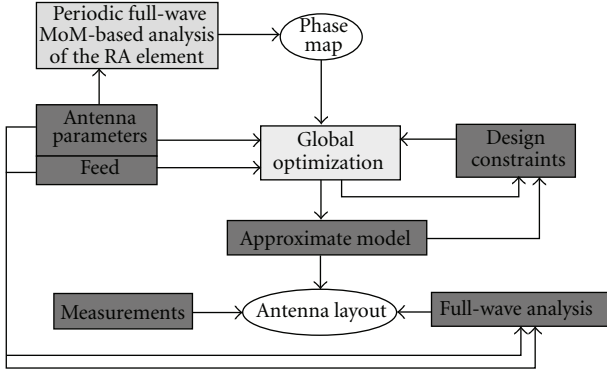 Periodic full-wave
MoM-based analysis
of the RA element
Phase
map
Antenna
parameters
Feed
Global
optimization
Design
constraints
Approximate model
Measurements
Antenna layout
Full-wave analysis